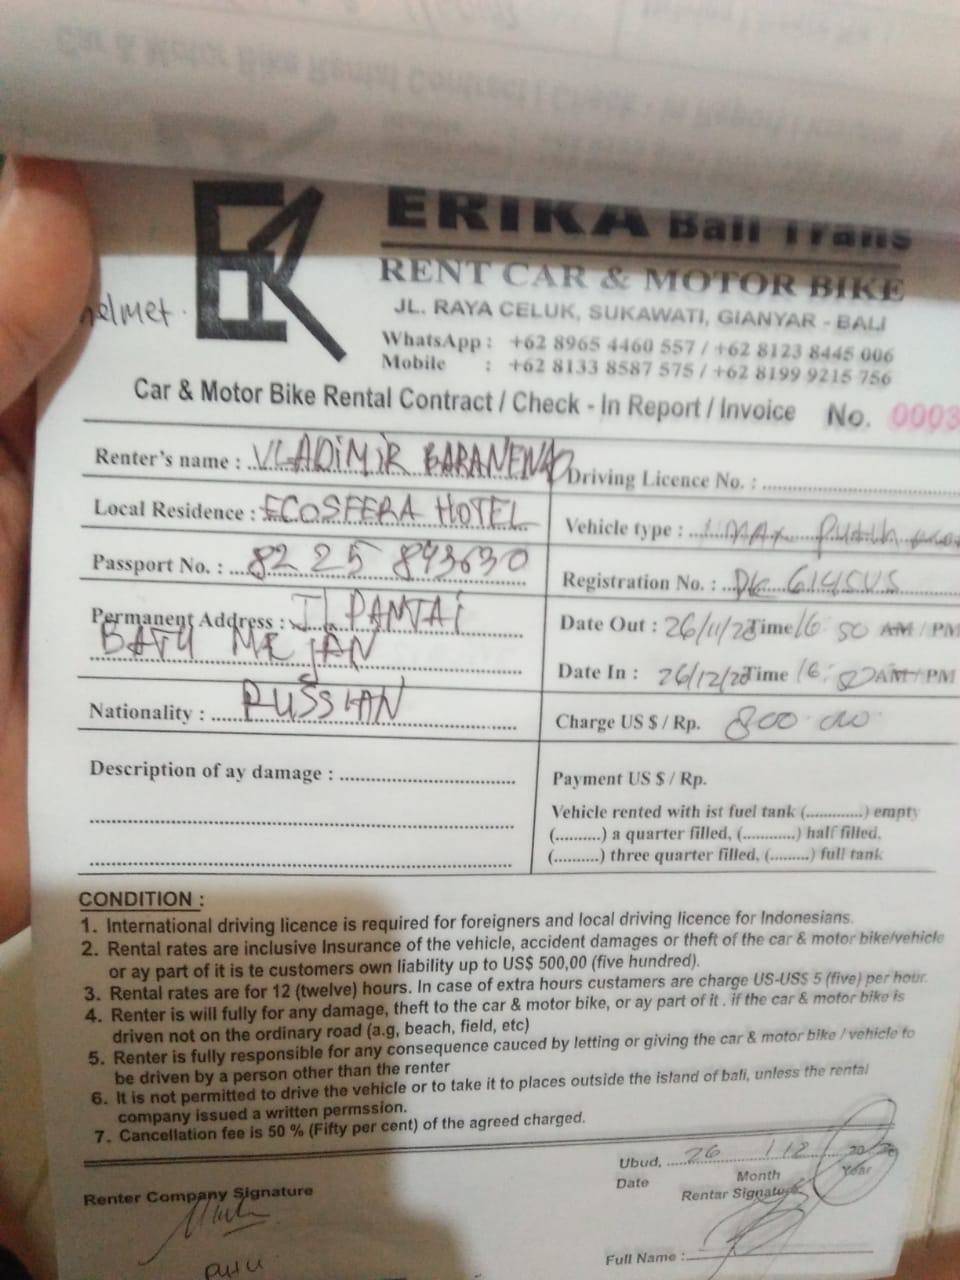 ERIKA Bali Trans
RENT CAR & MOTOR BIKE
helmet.
JL. RAYA CELUK, SUKAWATI, GIANYAR - BALI
WhatsApp : +62 8965 4460 557 / +62 8123 8445 006
Mobile : +62 8133 8587 575 / +62 8199 9215 756
Car & Motor Bike Rental Contract / Check - In Report / Invoice No. 0003
Renter's name : VLADIMIR
Driving Licence No. :
Local Residence : ECOSFERA HOTEL
Vehicle type :
Passport No. : 82 25 893630
Registration No. : DK
Permanent Address : JL PANTAI
BATU MEJAN
Date Out : 26/11/ Time 16 50 AM / PM
Date In : 26/12/ Time 16: AM / PM
Nationality : RUSSIAN
Charge US $ / Rp. 800.000
Description of ay damage :
Payment US $ / Rp.
Vehicle rented with ist fuel tank (............) empty
(..........) a quarter filled, (............) half filled.
(..........) three quarter filled, (.........) full tank
CONDITION :
1. International driving licence is required for foreigners and local driving licence for Indonesians.
2. Rental rates are inclusive Insurance of the vehicle, accident damages or theft of the car & motor bike/vehicle
or ay part of it is te customers own liability up to US$ 500,00 (five hundred).
3. Rental rates are for 12 (twelve) hours. In case of extra hours custamers are charge US-US$ 5 (five) per hour.
4. Renter is will fully for any damage, theft to the car & motor bike, or ay part of it . if the car & motor bike is
driven not on the ordinary road (a.g, beach, field, etc)
5. Renter is fully responsible for any consequence cauced by letting or giving the car & motor bike / vehicle to
be driven by a person other than the renter
6. It is not permitted to drive the vehicle or to take it to places outside the island of bali, unless the rental
company issued a written permssion.
7. Cancellation fee is 50 % (Fifty per cent) of the agreed charged.
Ubud, 26 / 12 20
Date Month Year
Renter Company Signature
Rentar Signature
Full Name :